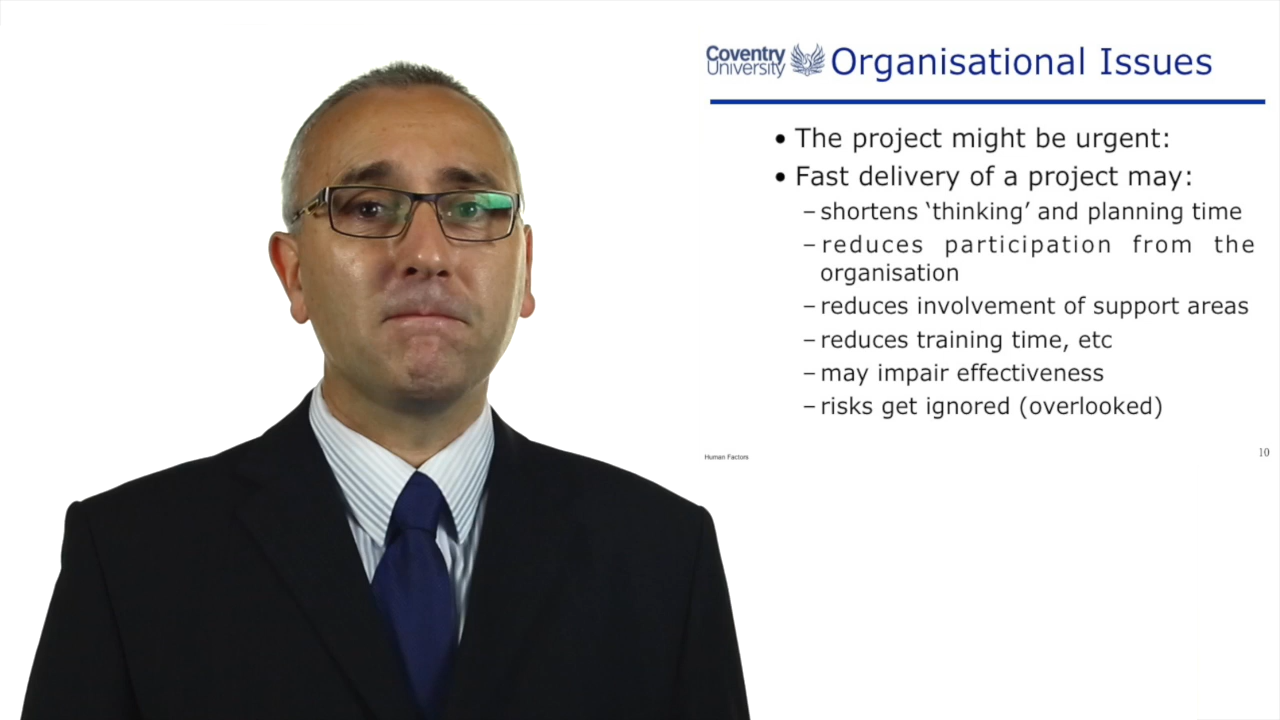 Coventry
University
Organisational Issues
• The project might be urgent:
• Fast delivery of a project may:
– shortens ‘thinking’ and planning time
– reduces participation from the
organisation
– reduces involvement of support areas
– reduces training time, etc
– may impair effectiveness
– risks get ignored (overlooked)
Human Factors
10